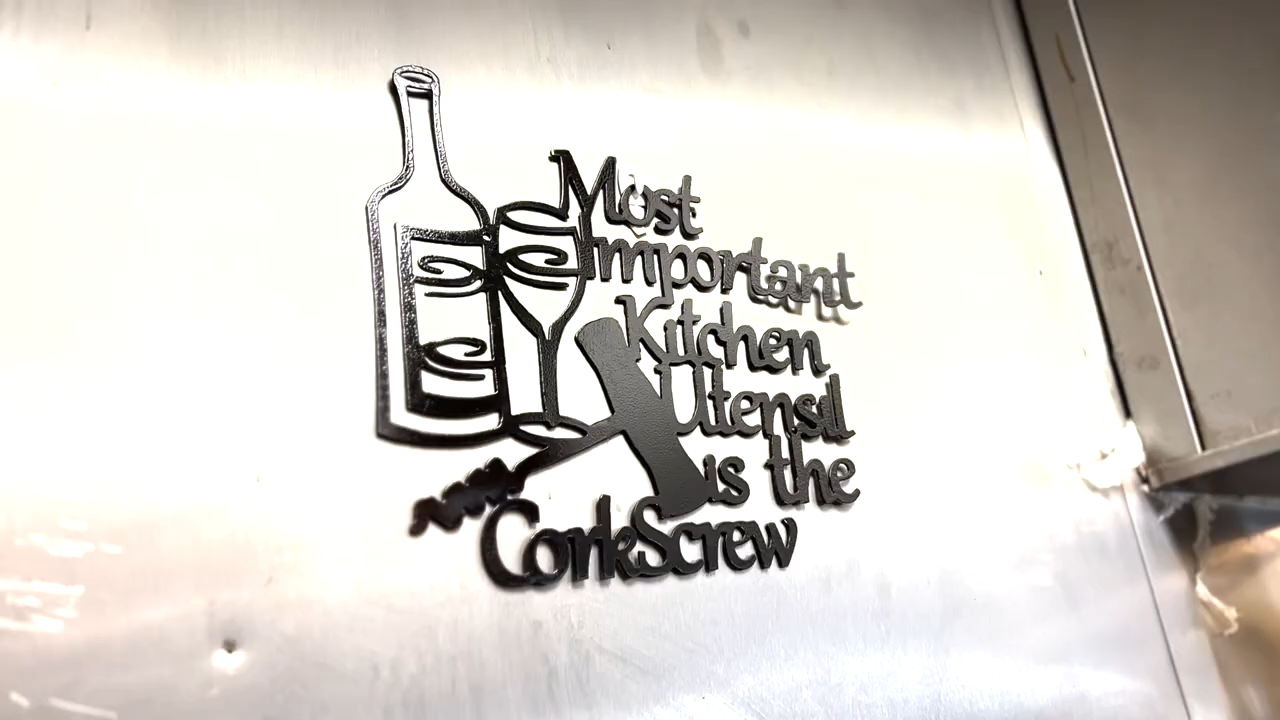 Most
Important
Kitchen
Utensil
is the
CorkScrew